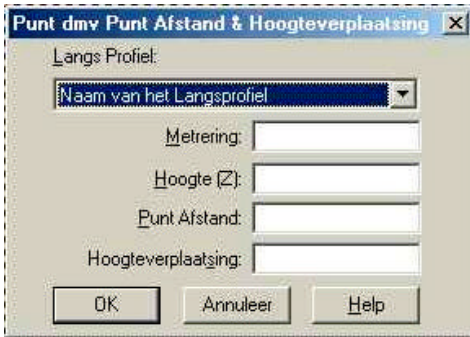 Punt dmv Punt Afstand & Hoogteverplaatsing
Langs Profiel:
Naam van het Langsprofiel
Metrering:
Hoogte (Z):
Punt Afstand:
Hoogteverplaatsing:
OK Annuleer Help